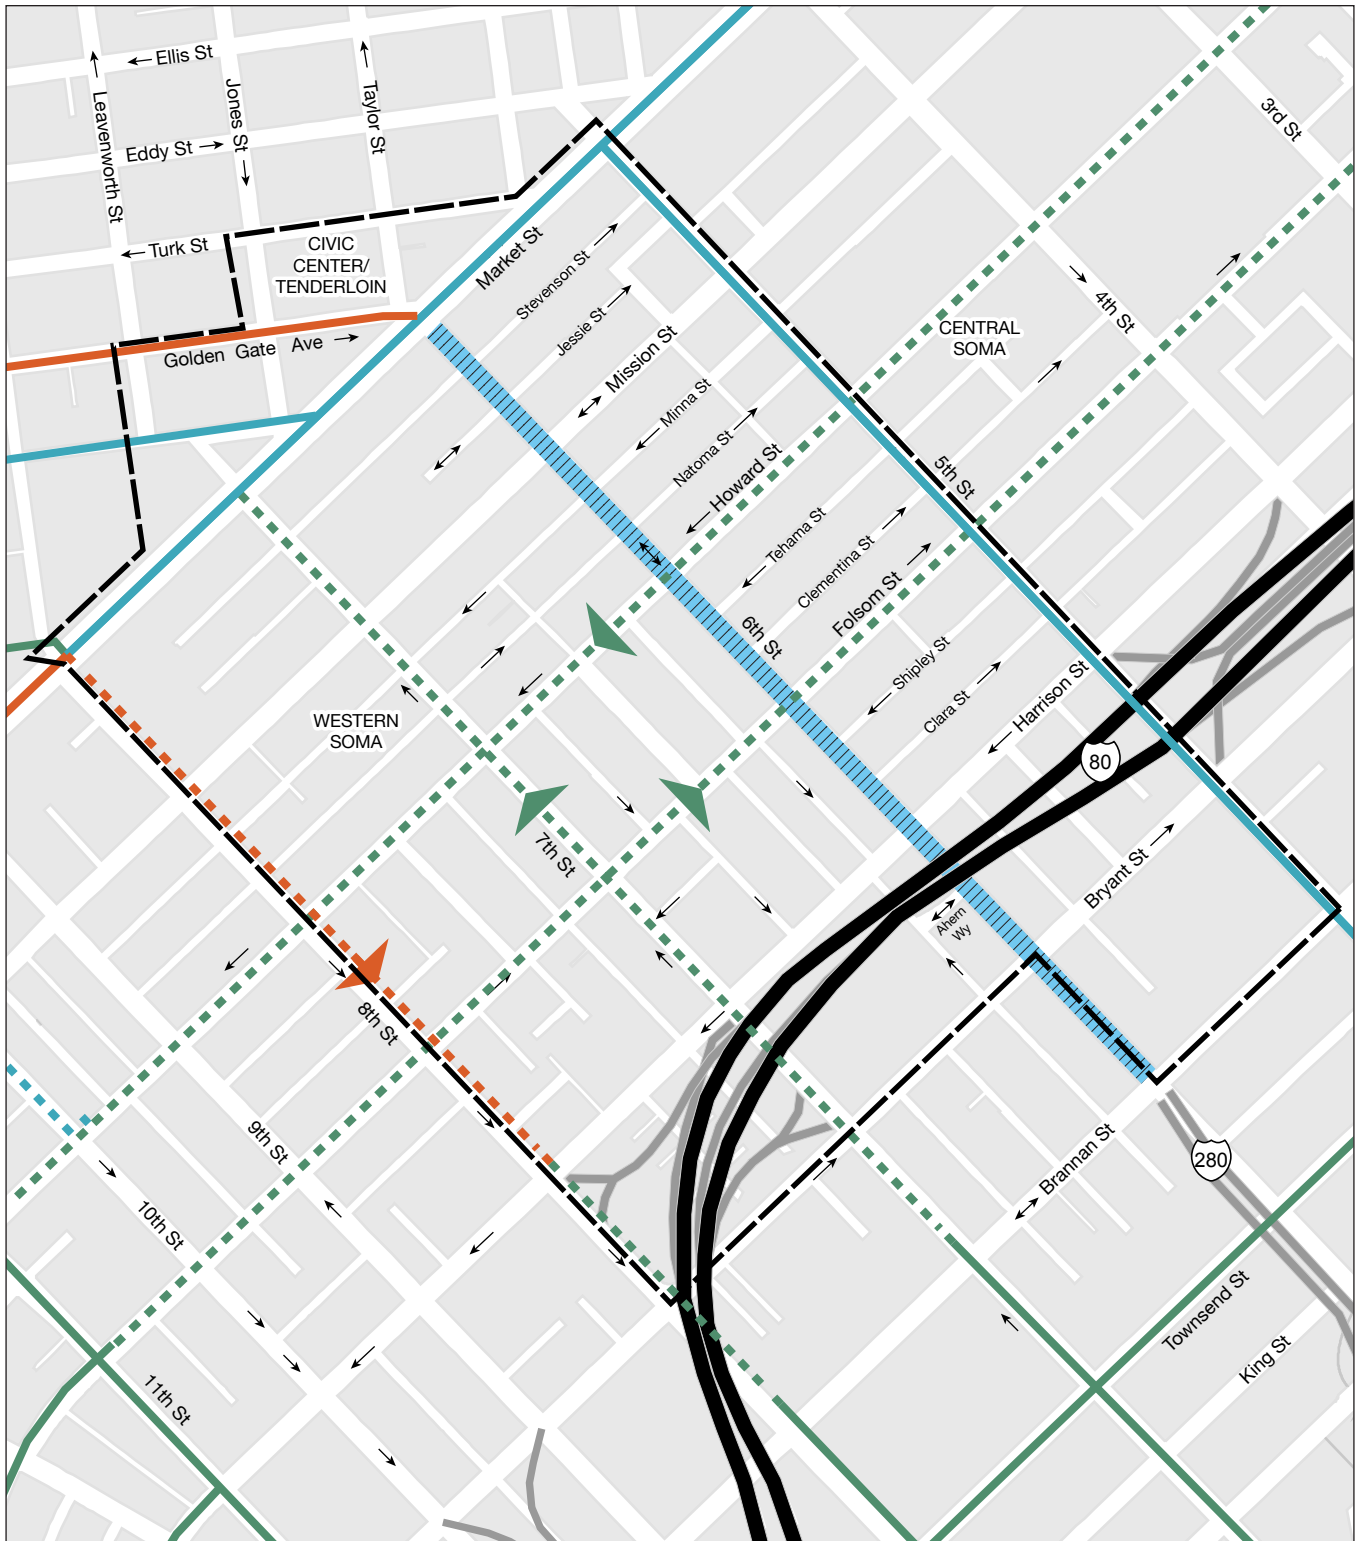 Ellis St
Leavenworth St
Jones St
Taylor St
3rd St
Eddy St
Turk St
CIVIC
CENTER/
TENDERLOIN
Market St
Stevenson St
4th St
Jessie St
Golden Gate Ave
Mission St
CENTRAL
SOMA
Minna St
Natoma St
Howard St
5th St
Tehama St
Clementina St
Folsom St
6th St
Shipley St
Clara St
Harrison St
WESTERN
SOMA
80
7th St
Bryant St
Ahern
Wy
8th St
9th St
Brannan St
280
10th St
Townsend St
King St
11th St